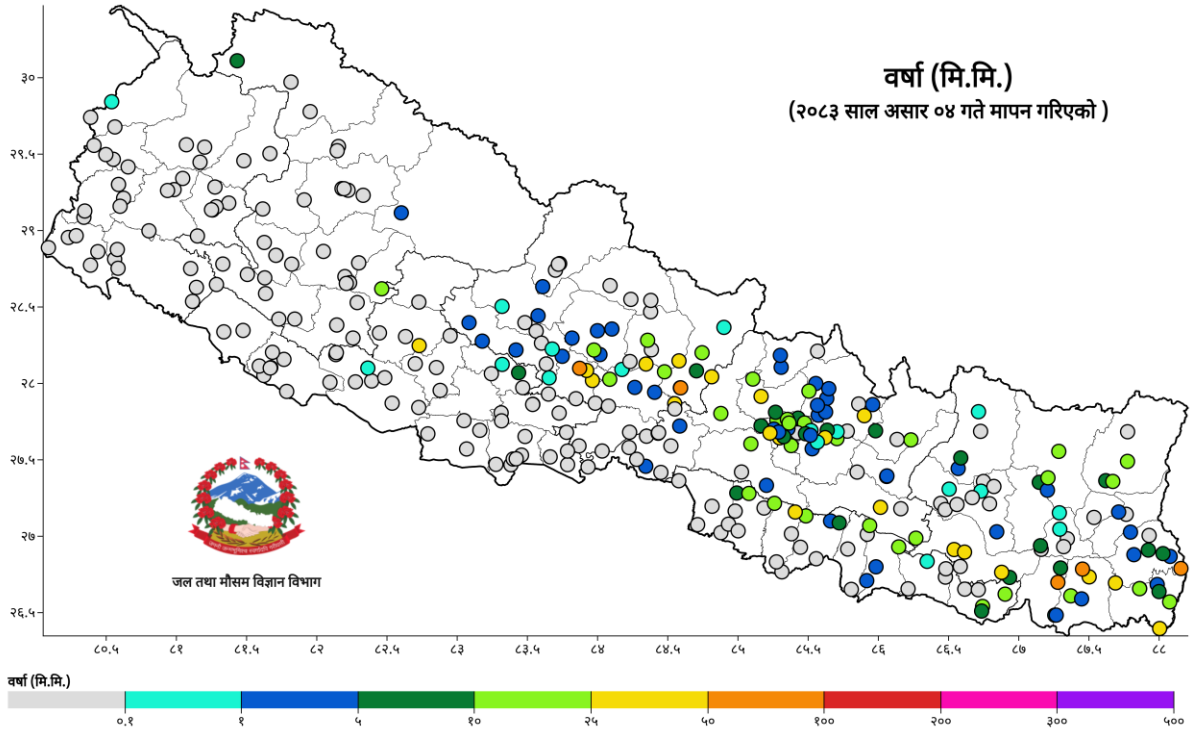 वर्षा (मि.मि.)
(२०८३ साल असार ०४ गते मापन गरिएको )
३०
२९.५
२९
२८.५
२८
२७.५
२७
२६.५
जल तथा मौसम विज्ञान विभाग
८०.५ ८१ ८१.५ ८२ ८२.५ ८३ ८३.५ ८४ ८४.५ ८५ ८५.५ ८६ ८६.५ ८७ ८७.५ ८८
वर्षा (मि.मि.)
०.१ १ ५ १० २५ ५० १०० २०० ३०० ५००